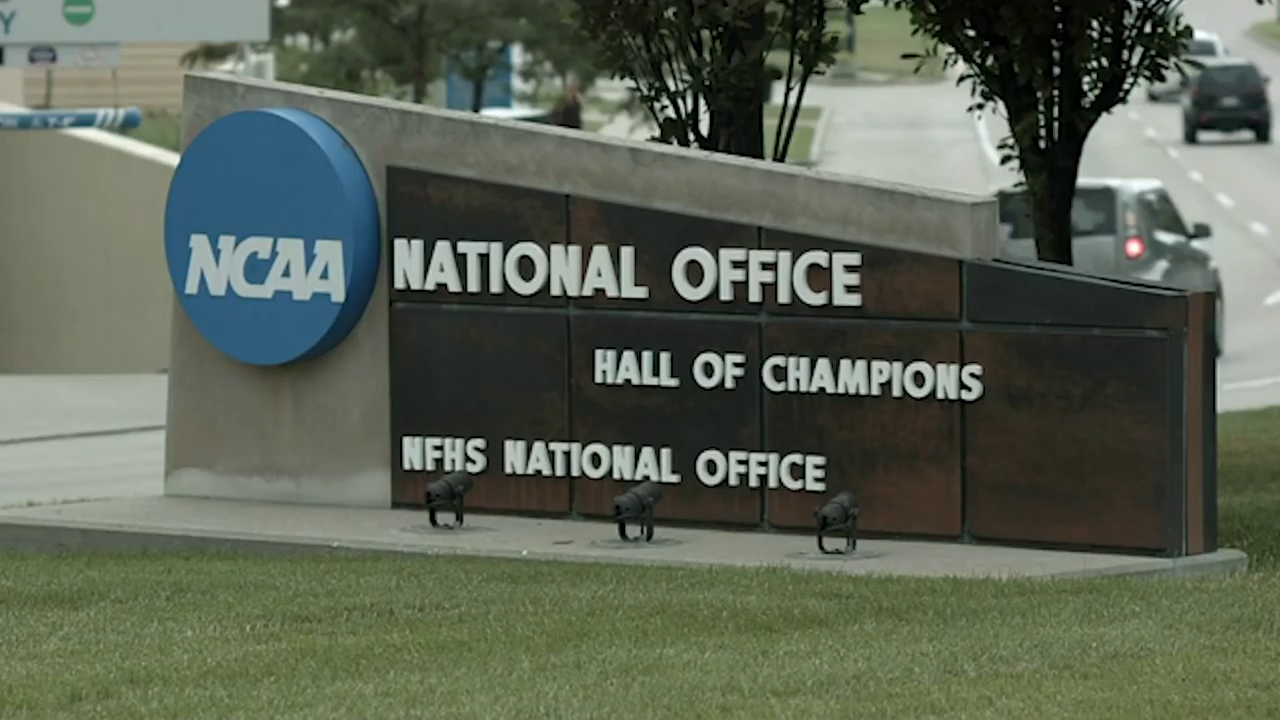 NCAA
NATIONAL OFFICE
HALL OF CHAMPIONS
NFHS NATIONAL OFFICE